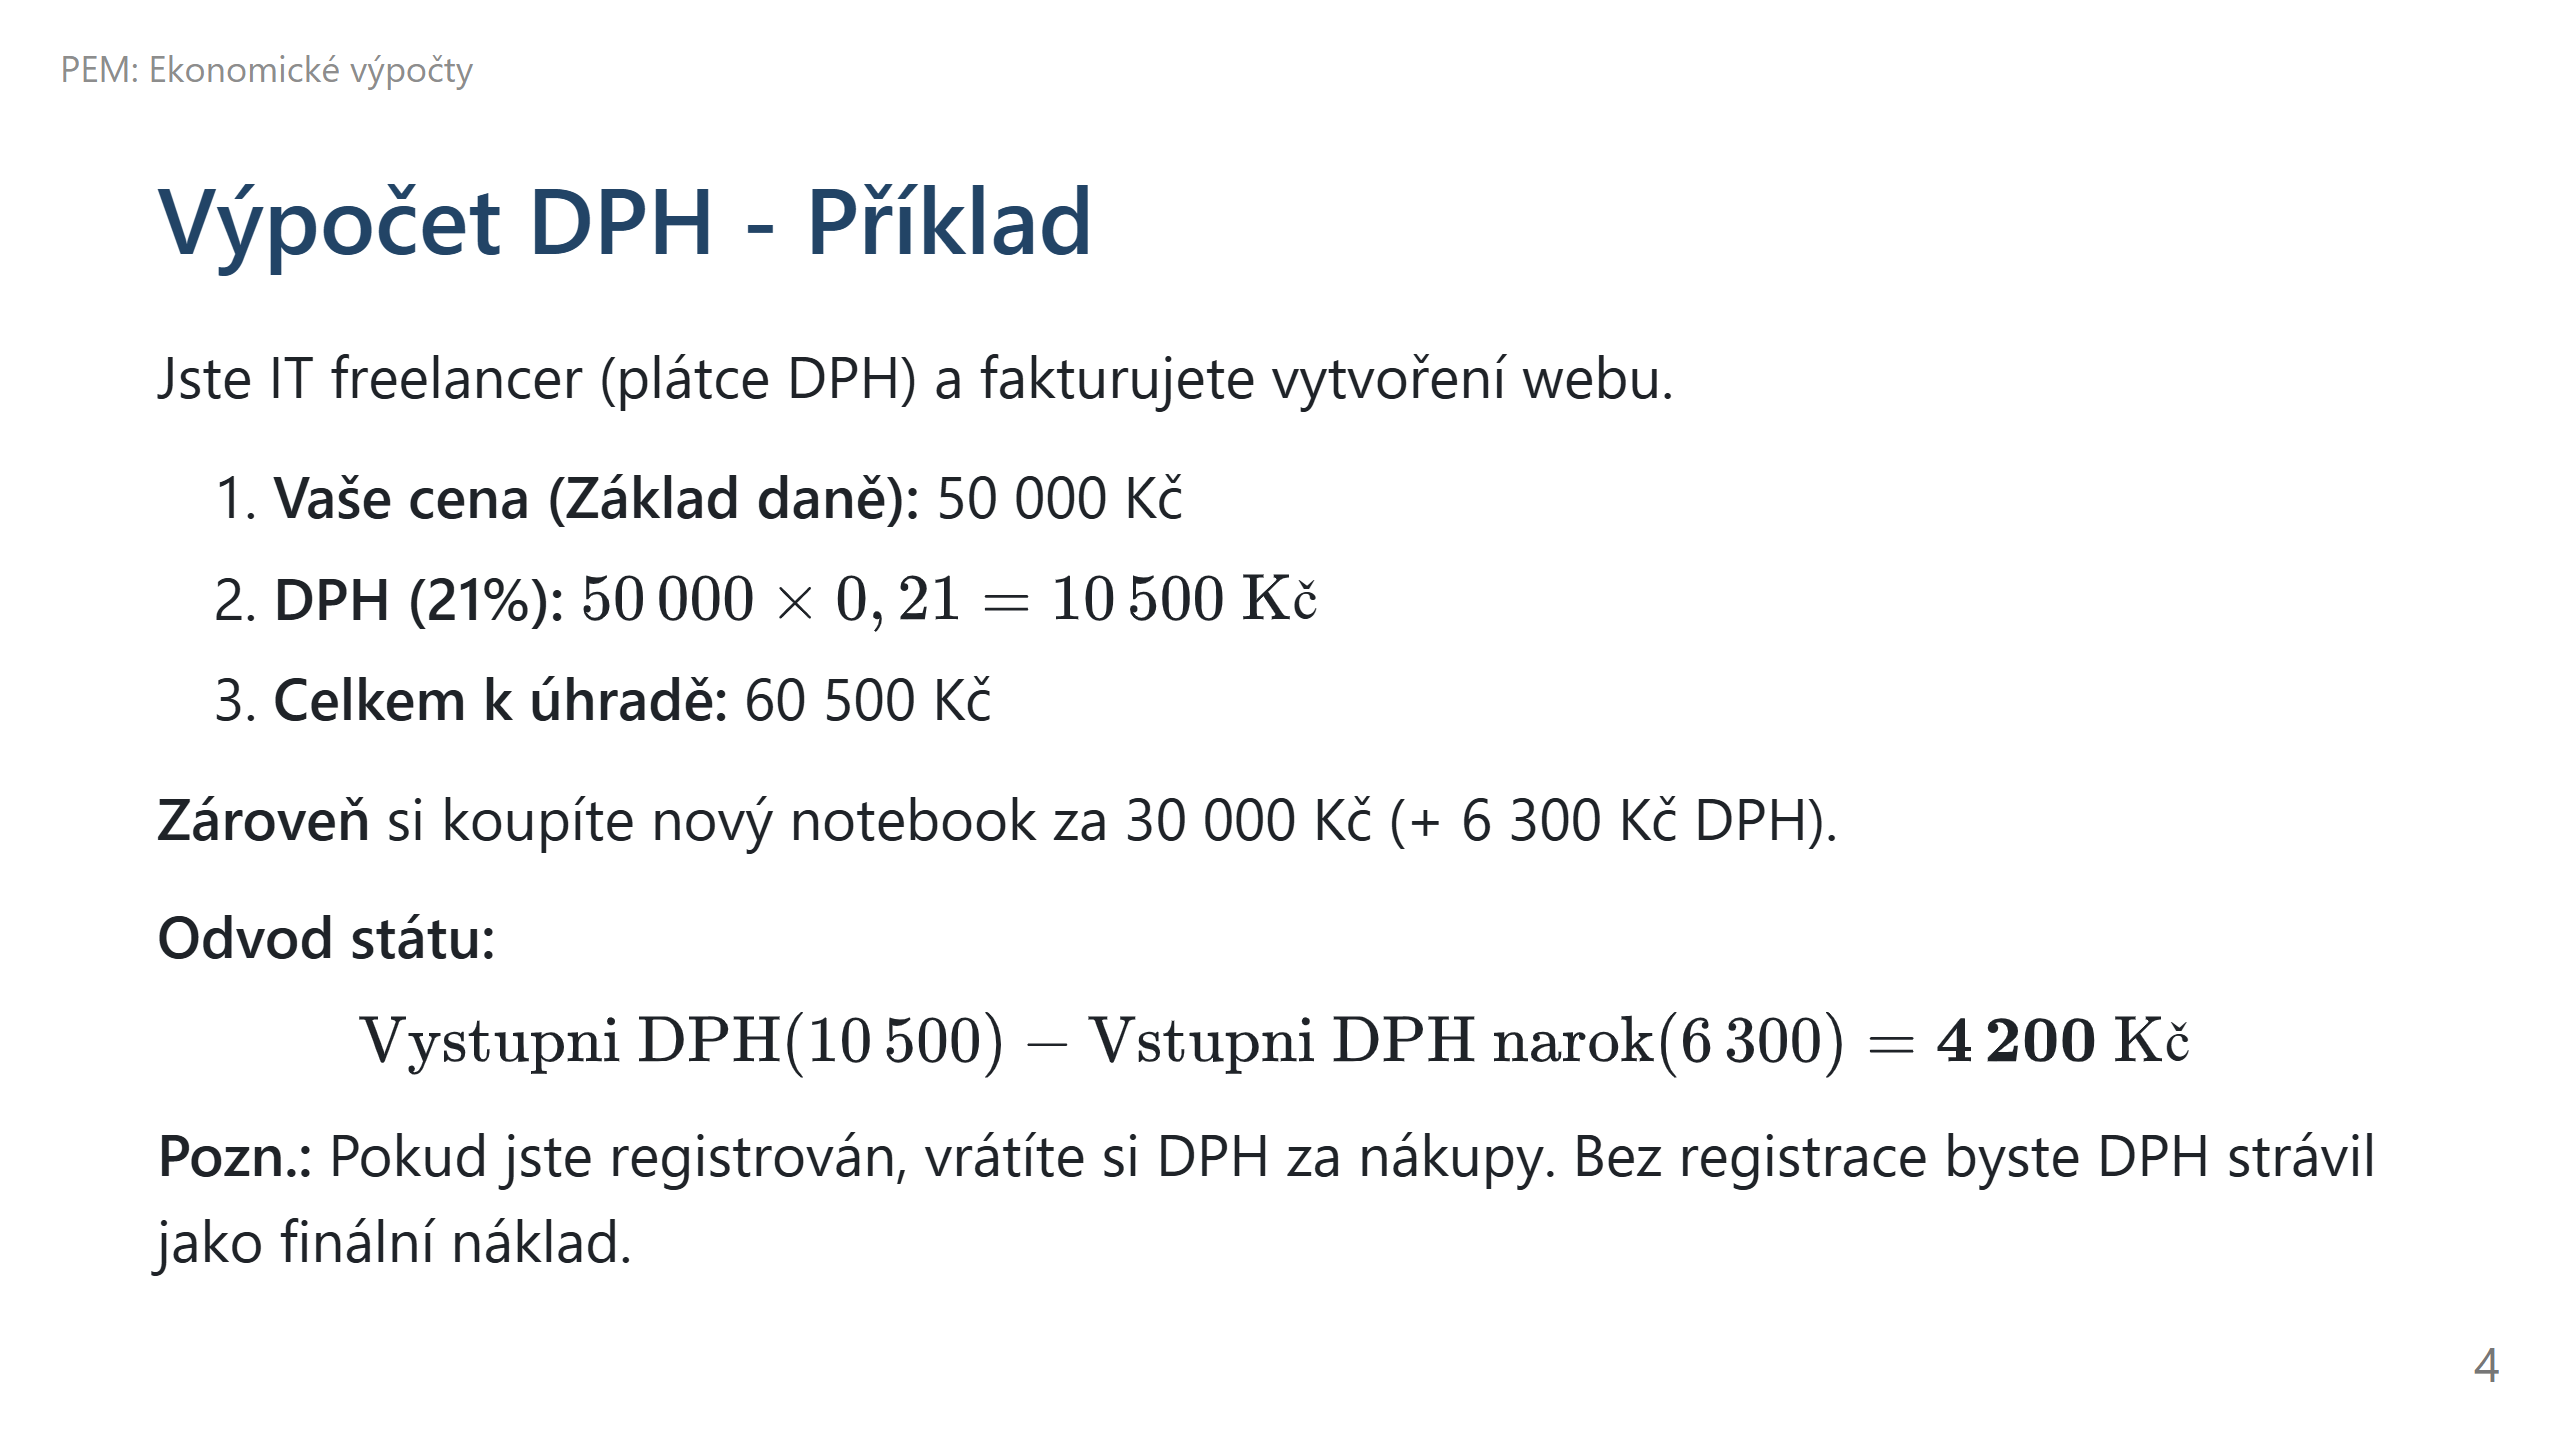 PEM: Ekonomické výpočty
Výpočet DPH - Příklad
Jste IT freelancer (plátce DPH) a fakturujete vytvoření webu.
1. Vaše cena (Základ daně): 50 000 Kč
2. DPH (21%): 50 000 × 0, 21 = 10 500 Kč
3. Celkem k úhradě: 60 500 Kč
Zároveň si koupíte nový notebook za 30 000 Kč (+ 6 300 Kč DPH).
Odvod státu:
Vystupni DPH(10 500) − Vstupni DPH narok(6 300) = 4 200 Kč
Pozn.: Pokud jste registrován, vrátíte si DPH za nákupy. Bez registrace byste DPH strávil
jako finální náklad.
4